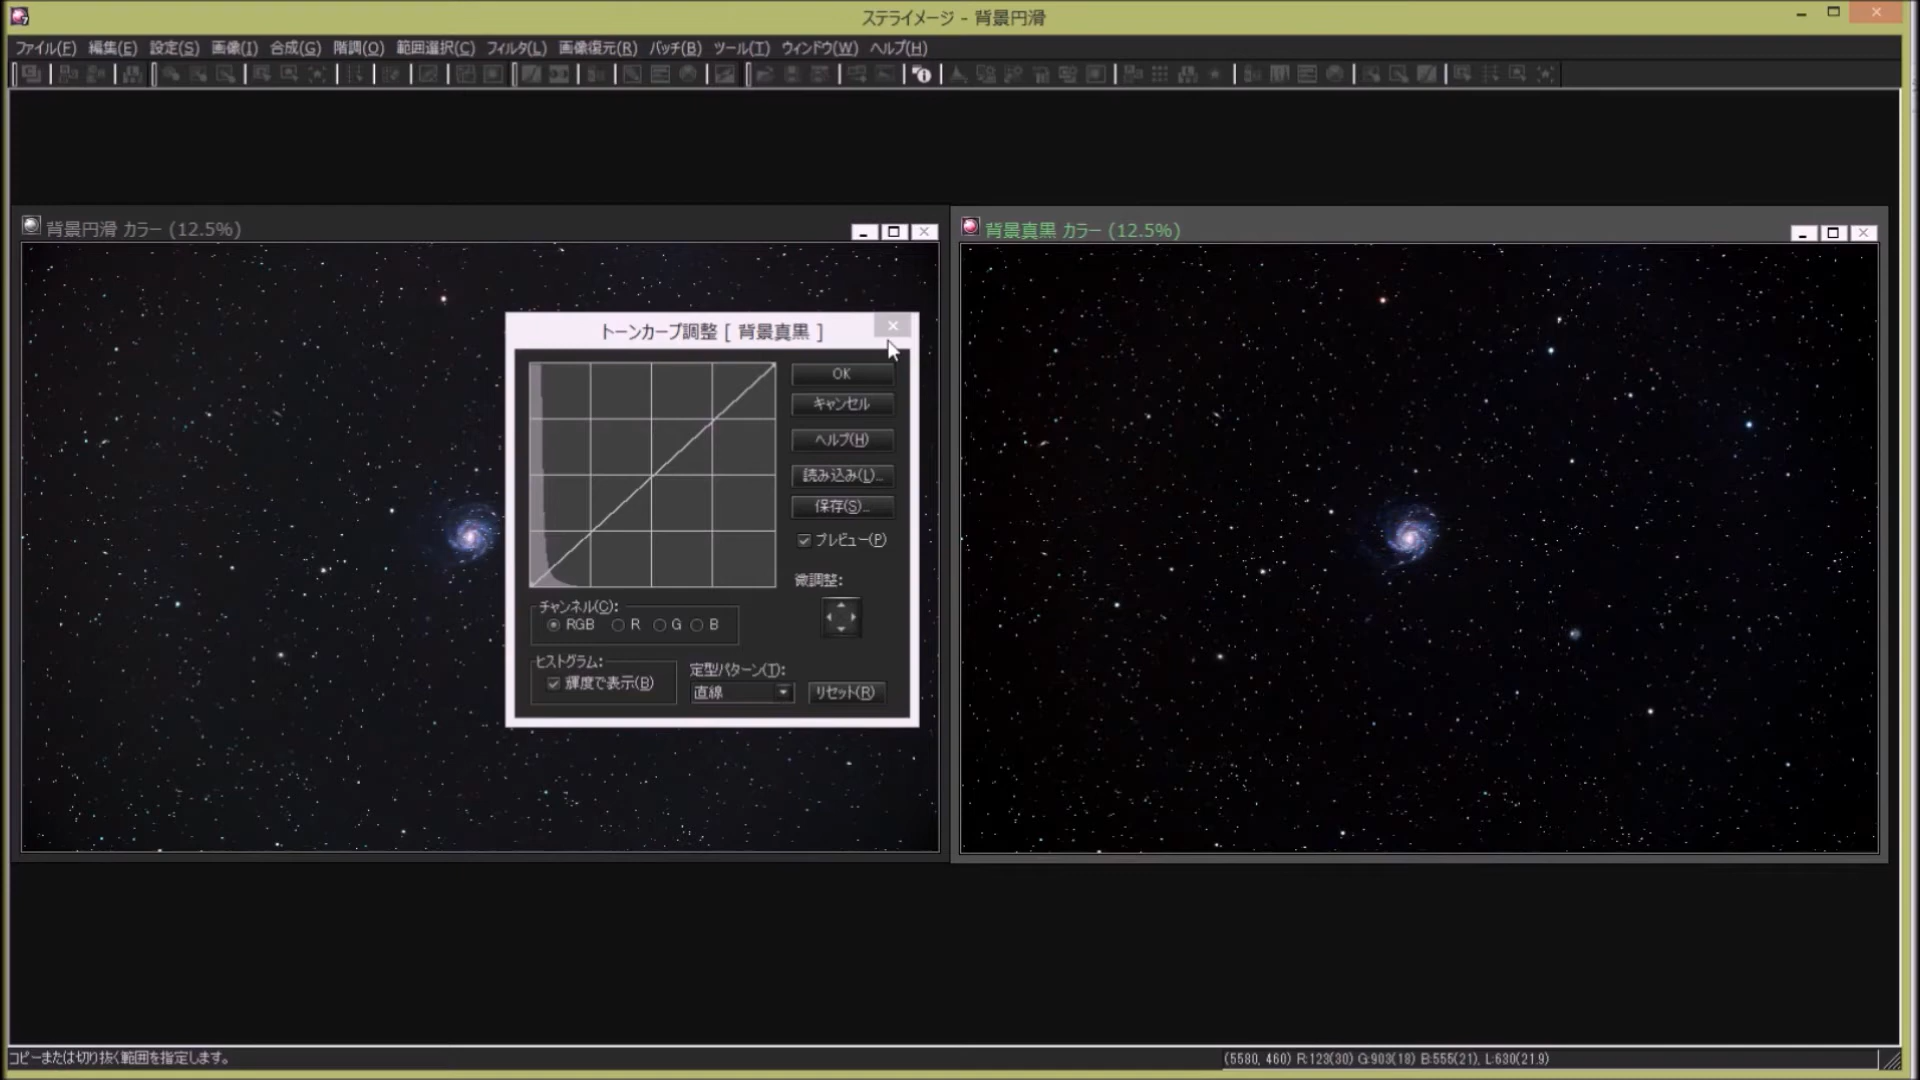 ステライメージ - 背景円滑
ファイル(F) 編集(E) 設定(S) 画像(I) 合成(G) 階調(O) 範囲選択(C) フィルタ(L) 画像復元(R) バッチ(B) ツール(T) ウィンドウ(W) ヘルプ(H)
背景円滑 カラー (12.5%)
背景真黒 カラー (12.5%)
トーンカーブ調整 [ 背景真黒 ]
OK
キャンセル
ヘルプ(H)
読み込み(L)...
保存(S)...
プレビュー(P)
微調整:
チャンネル(C):
RGB R G B
ヒストグラム:
輝度で表示(B)
定型パターン(T):
直線
リセット(R)
コピーまたは切り抜く範囲を指定します。
(5580, 460) R:123(30) G:903(18) B:555(21), L:630(21.9)